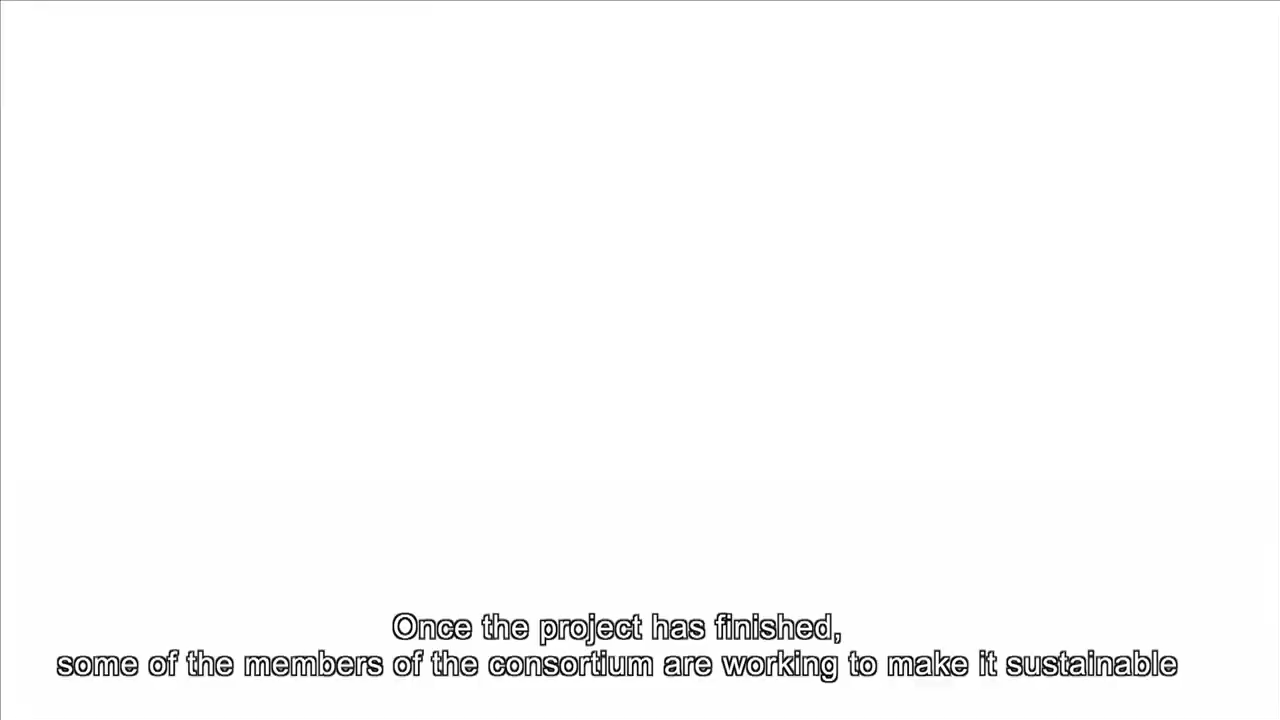 Once the project has finished,
some of the members of the consortium are working to make it sustainable